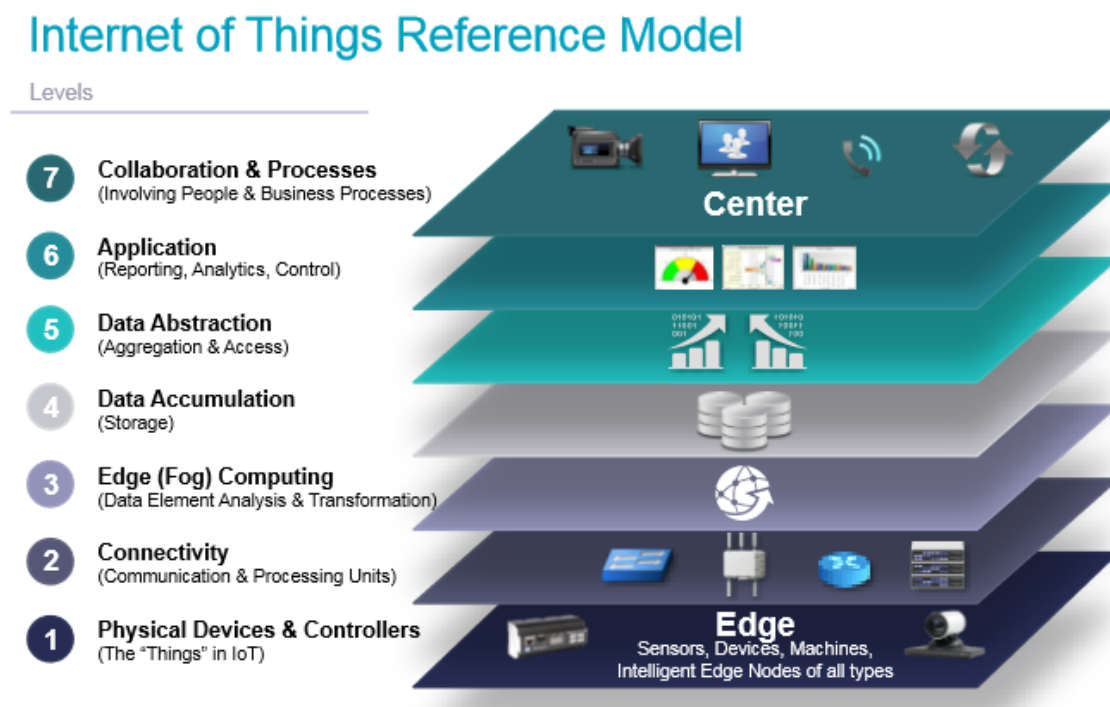 Internet of Things Reference Model
Levels
7
Collaboration & Processes
(Involving People & Business Processes)
6
Application
(Reporting, Analytics, Control)
5
Data Abstraction
(Aggregation & Access)
4
Data Accumulation
(Storage)
3
Edge (Fog) Computing
(Data Element Analysis & Transformation)
2
Connectivity
(Communication & Processing Units)
1
Physical Devices & Controllers
(The “Things” in IoT)
Center
Edge
Sensors, Devices, Machines,
Intelligent Edge Nodes of all types